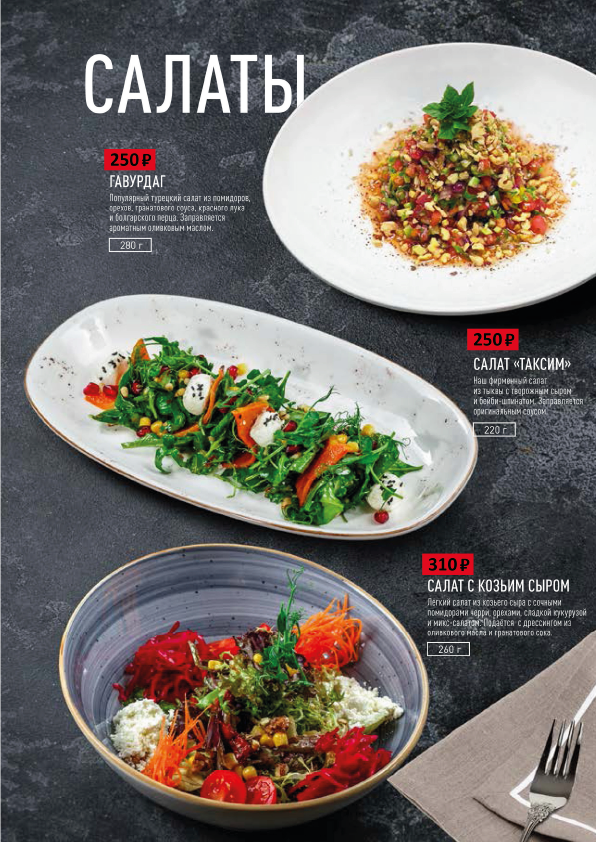 САЛАТЫ
250 ₽
ГАВУРДАГ
Популярный турецкий салат из помидоров,
орехов, гранатового соуса, красного лука
и болгарского перца. Заправляется
ароматным оливковым маслом.
280 г
250 ₽
САЛАТ «ТАКСИМ»
Наш фирменный салат
из тыквы с творожным сыром
и бейби-шпинатом. Заправляется
оригинальным соусом.
220 г
310 ₽
САЛАТ С КОЗЬИМ СЫРОМ
Лёгкий салат из козьего сыра с сочными
помидорами черри, орехами, сладкой кукурузой
и микс-салатом. Подаётся с дрессингом из
оливкового масла и гранатового сока.
260 г